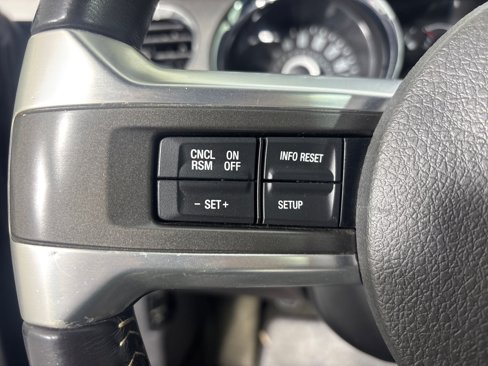 CNCL ON
RSM OFF
INFO RESET
- SET +
SETUP